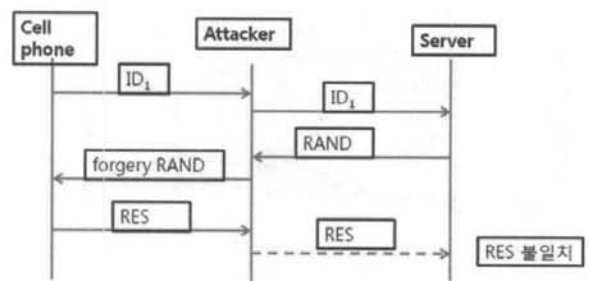 Cell
phone
Attacker
Server
ID₁
ID₁
RAND
forgery RAND
RES
RES
RES 불일치